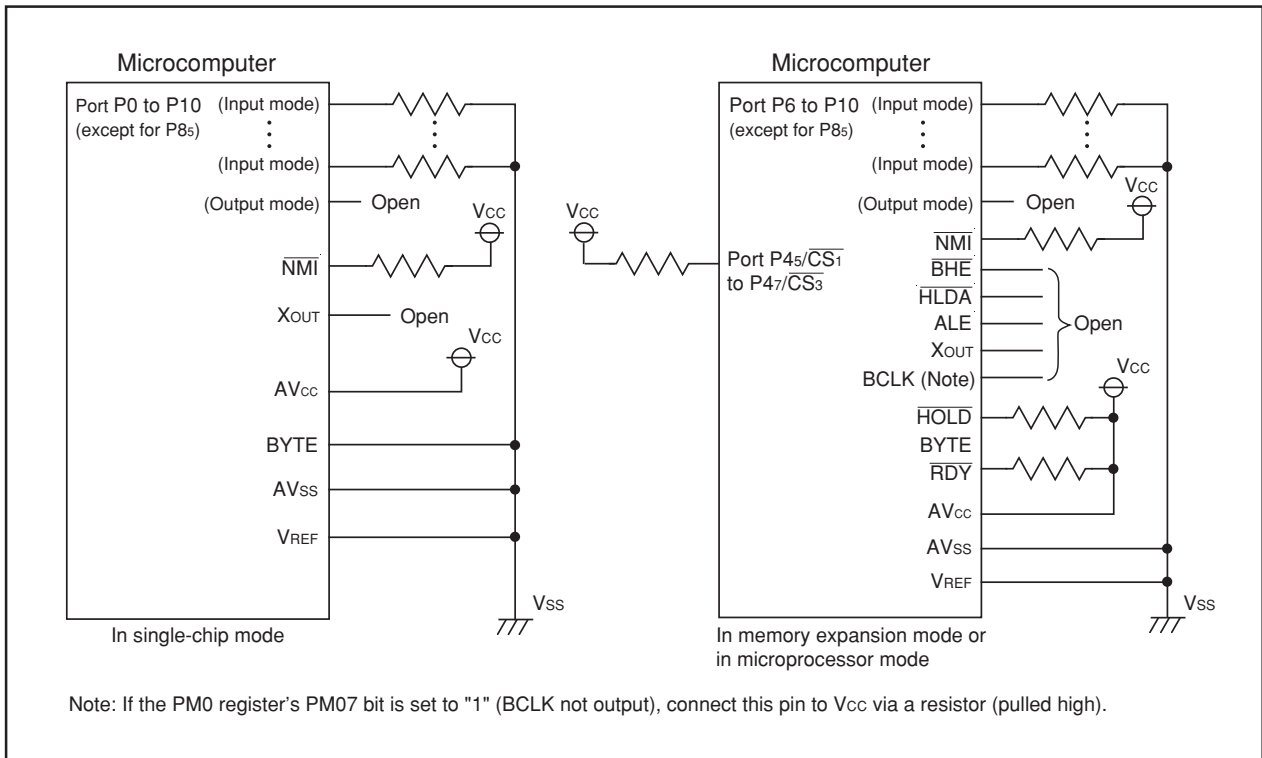 Microcomputer
Port P0 to P10 (Input mode)
(except for P85)
(Input mode)
(Output mode) Open
VCC
NMI
XOUT Open
VCC
AVCC
BYTE
AVSS
VREF
VSS
In single-chip mode
Microcomputer
Port P6 to P10 (Input mode)
(except for P85)
(Input mode)
VCC
(Output mode) Open
NMI
VCC
Port P45/CS1
to P47/CS3
BHE
HLDA
ALE
XOUT
BCLK (Note)
Open
VCC
HOLD
BYTE
RDY
AVCC
AVSS
VREF
VSS
In memory expansion mode or
in microprocessor mode
Note: If the PM0 register’s PM07 bit is set to "1" (BCLK not output), connect this pin to VCC via a resistor (pulled high).